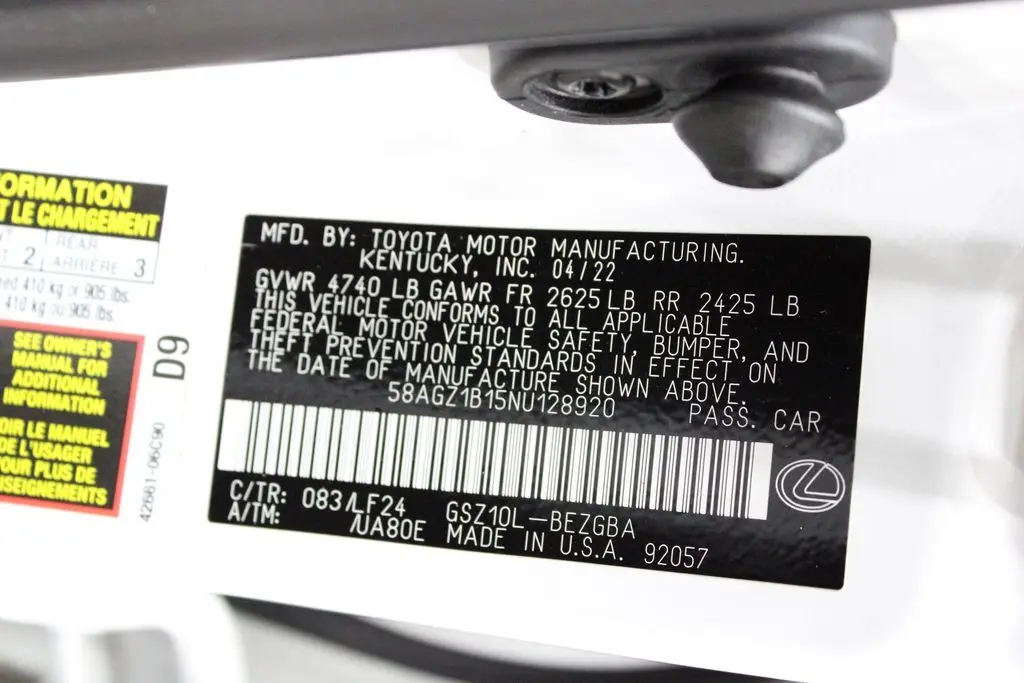 ORMATION
T LE CHARGEMENT
2 REAR
ARRIÈRE 3
410 kg or 905 lbs.
410 kg ou 905 lbs.
SEE OWNER'S
MANUAL FOR
ADDITIONAL
INFORMATION
OIR LE MANUEL
DE L'USAGER
POUR PLUS DE
NSEIGNEMENTS
42661-06C90
D9
MFD. BY: TOYOTA MOTOR MANUFACTURING.
KENTUCKY, INC. 04/22
GVWR 4740 LB GAWR FR 2625 LB RR 2425 LB
THIS VEHICLE CONFORMS TO ALL APPLICABLE
FEDERAL MOTOR VEHICLE SAFETY, BUMPER, AND
THEFT PREVENTION STANDARDS IN EFFECT ON
THE DATE OF MANUFACTURE SHOWN ABOVE.
58AGZ1B15NU128920 PASS. CAR
C/TR: 083/LF24 GSZ10L-BEZGBA
A/TM: /UA80E MADE IN U.S.A. 92057